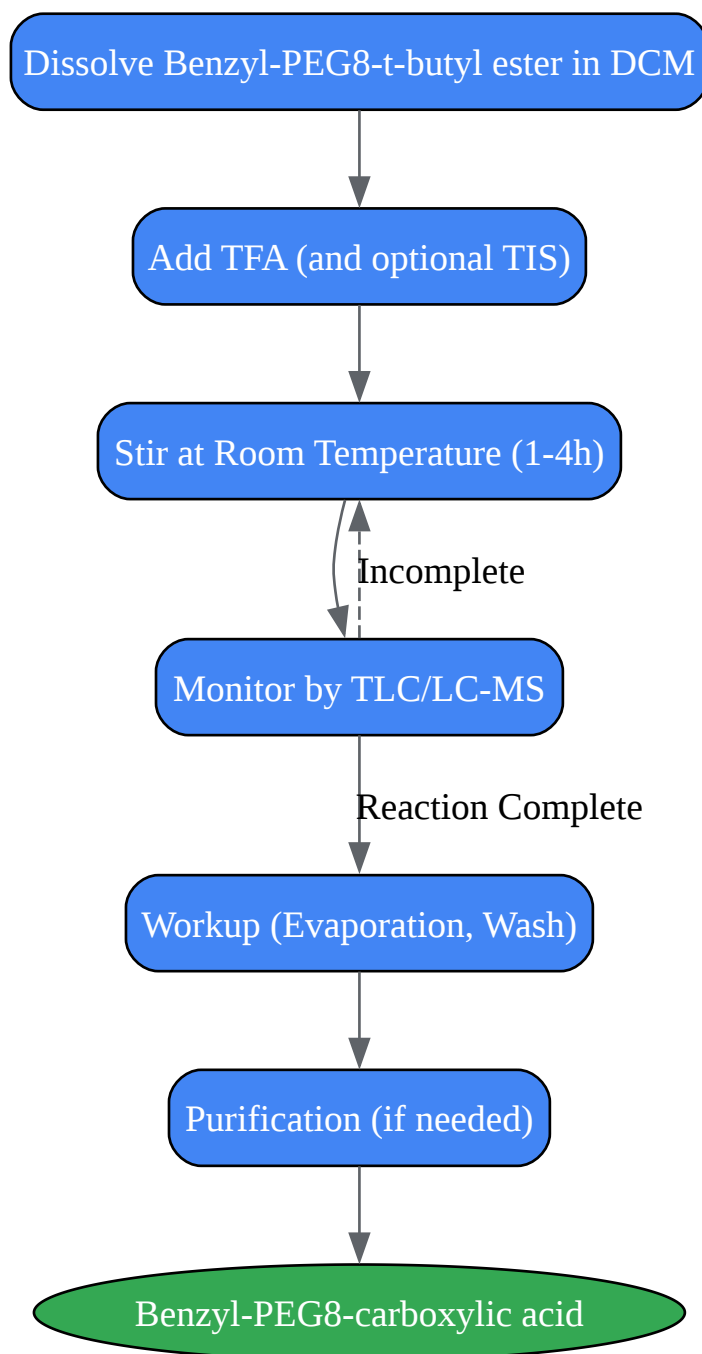 Dissolve Benzyl-PEG8-t-butyl ester in DCM
Add TFA (and optional TIS)
Stir at Room Temperature (1-4h)
Incomplete
Monitor by TLC/LC-MS
Reaction Complete
Workup (Evaporation, Wash)
Purification (if needed)
Benzyl-PEG8-carboxylic acid